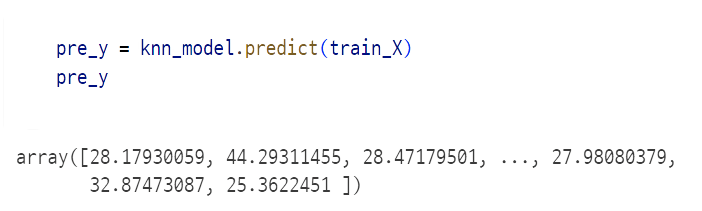 pre_y = knn_model.predict(train_X)
pre_y
array([28.17930059, 44.29311455, 28.47179501, ..., 27.98080379,
32.87473087, 25.3622451 ])